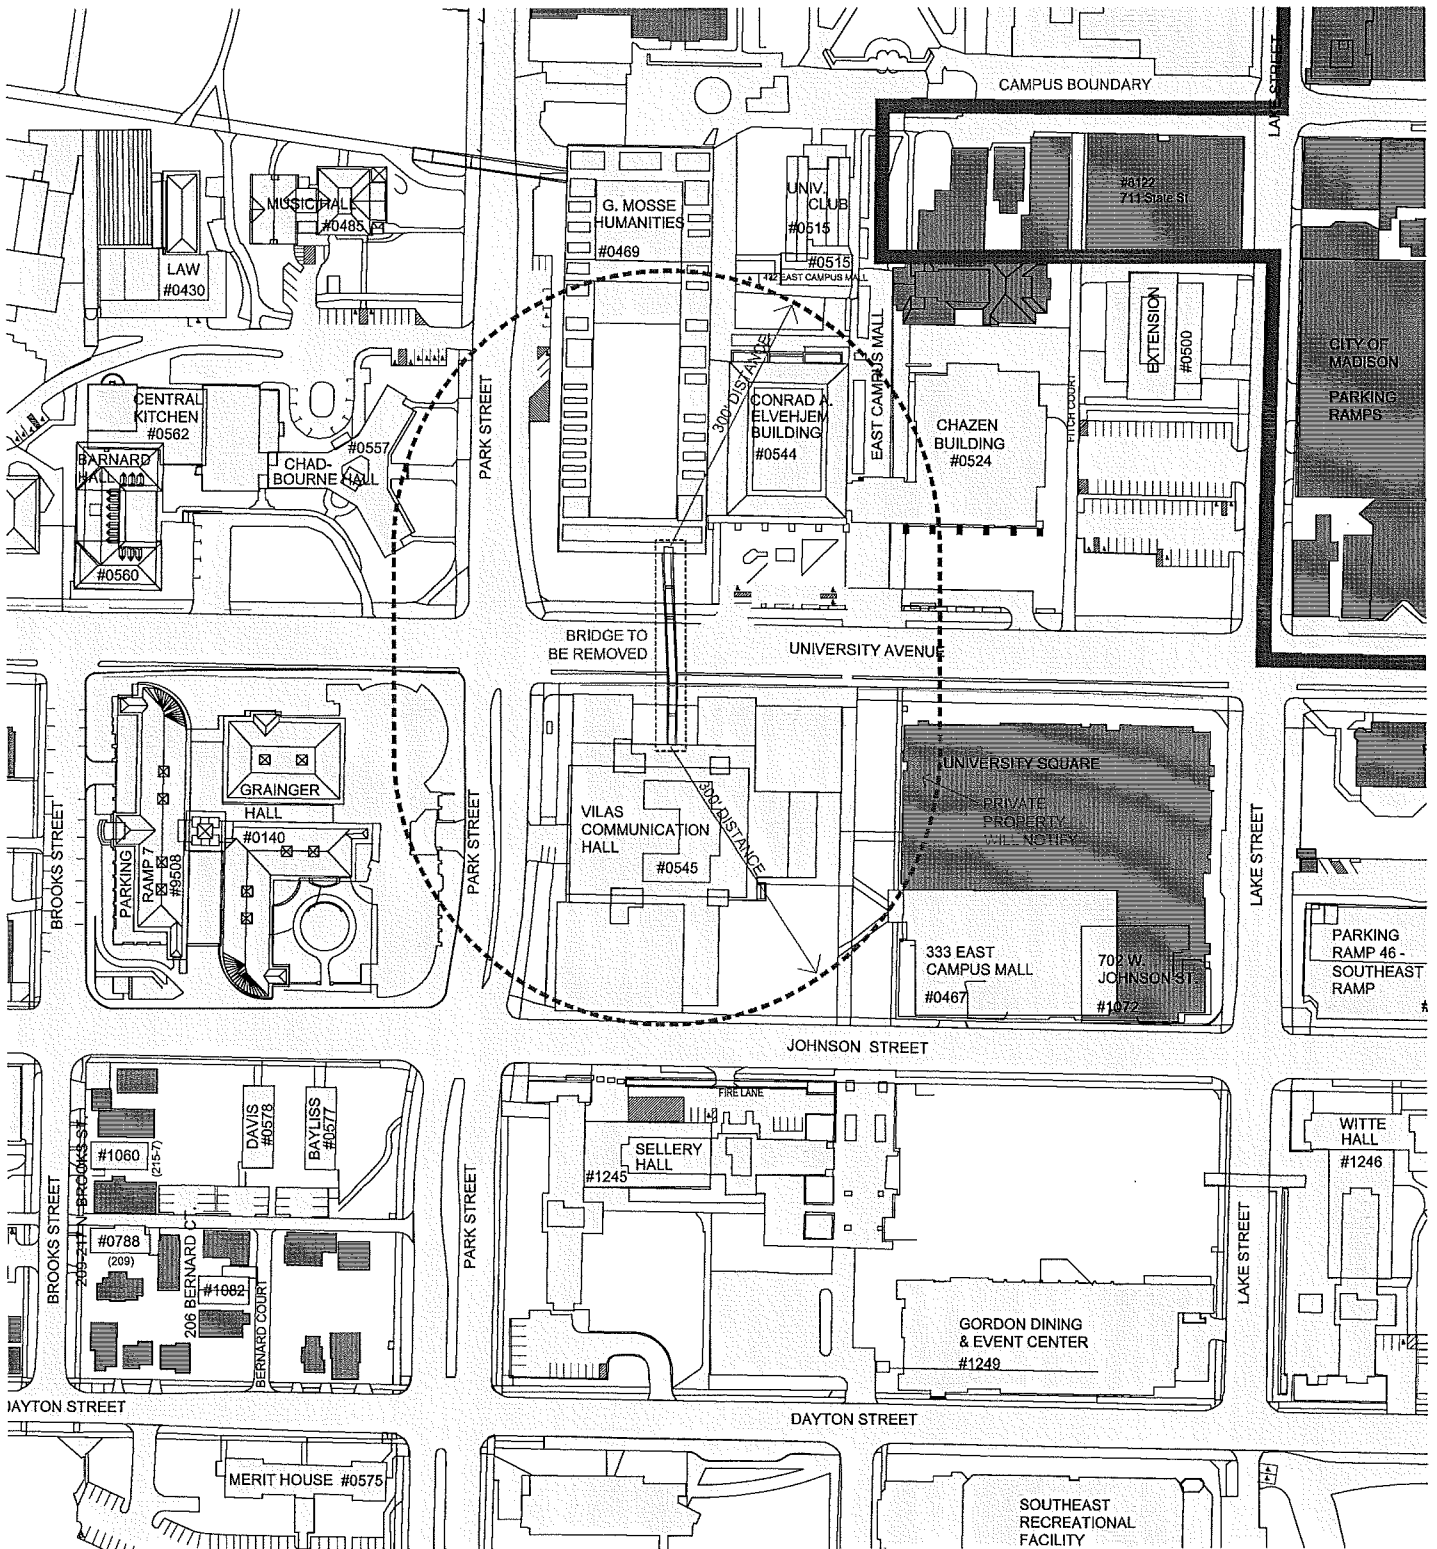 LAKE STREET
CAMPUS BOUNDARY
#8122
711 State St
MUSIC HALL
#0485
G. MOSSE
HUMANITIES
#0469
UNIV.
CLUB
#0515
#0515
432 EAST CAMPUS MALL
LAW
#0430
EXTENSION
#0500
CITY OF
MADISON
PARKING
RAMPS
EAST CAMPUS MALL
FITCH COURT
300' DISTANCE
CENTRAL
KITCHEN
#0562
BARNARD
HALL
#0560
#0557
CHAD-
BOURNE HALL
PARK STREET
CONRAD A.
ELVEHJEM
BUILDING
#0544
CHAZEN
BUILDING
#0524
BRIDGE TO
BE REMOVED
UNIVERSITY AVENUE
UNIVERSITY SQUARE
PRIVATE
PROPERTY
WILL NOTIFY
GRAINGER
HALL
#0140
PARKING
RAMP 7
#9508
BROOKS STREET
PARK STREET
VILAS
COMMUNICATION
HALL
#0545
300' DISTANCE
LAKE STREET
333 EAST
CAMPUS MALL
#0467
702 W.
JOHNSON ST.
#1072
PARKING
RAMP 46 -
SOUTHEAST
RAMP
#
JOHNSON STREET
FIRE LANE
DAVIS
#0578
BAYLISS
#0577
#1060
(215-7)
209-217 N. BROOKS ST.
SELLERY
HALL
#1245
WITTE
HALL
#1246
BROOKS STREET
PARK STREET
LAKE STREET
#0788
(209)
206 BERNARD CT.
#1082
BERNARD COURT
GORDON DINING
& EVENT CENTER
#1249
DAYTON STREET
DAYTON STREET
MERIT HOUSE #0575
SOUTHEAST
RECREATIONAL
FACILITY